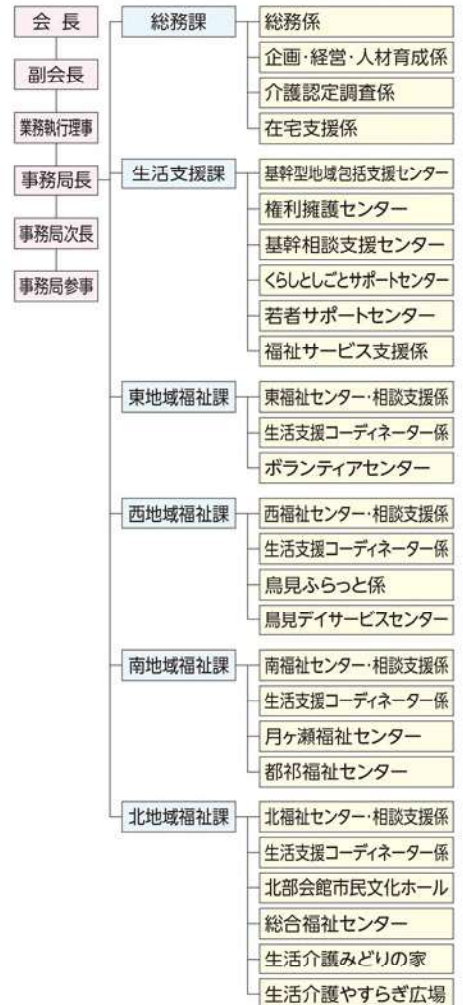 会長
副会長
業務執行理事
事務局長
事務局次長
事務局参事
総務課
総務係
企画・経営・人材育成係
介護認定調査係
在宅支援係
生活支援課
基幹型地域包括支援センター
権利擁護センター
基幹相談支援センター
くらしとしごとサポートセンター
若者サポートセンター
福祉サービス支援係
東地域福祉課
東福祉センター・相談支援係
生活支援コーディネーター係
ボランティアセンター
西地域福祉課
西福祉センター・相談支援係
生活支援コーディネーター係
鳥見ふらっと係
鳥見デイサービスセンター
南地域福祉課
南福祉センター・相談支援係
生活支援コーディネーター係
月ヶ瀬福祉センター
都祁福祉センター
北地域福祉課
北福祉センター・相談支援係
生活支援コーディネーター係
北部会館市民文化ホール
総合福祉センター
生活介護みどりの家
生活介護やすらぎ広場